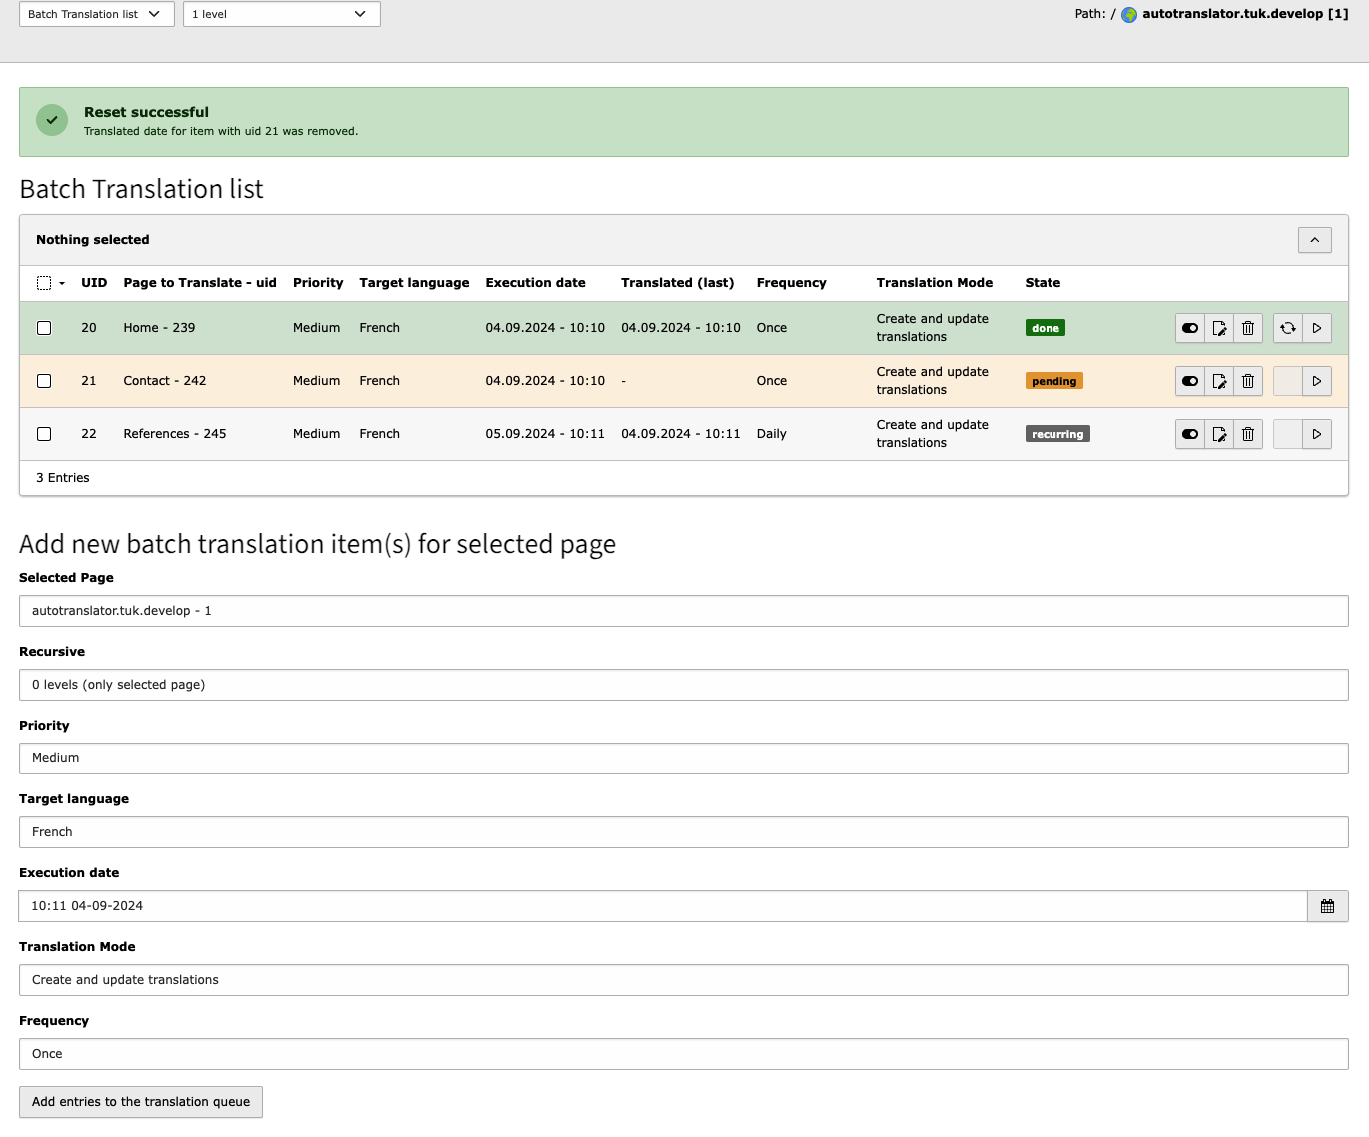 Batch Translation list 1 level Path: / autotranslator.tuk.develop [1]
Reset successful
Translated date for item with uid 21 was removed.
Batch Translation list
Nothing selected
UID Page to Translate - uid Priority Target language Execution date Translated (last) Frequency Translation Mode State
20 Home - 239 Medium French 04.09.2024 - 10:10 04.09.2024 - 10:10 Once Create and update translations done
21 Contact - 242 Medium French 04.09.2024 - 10:10 - Once Create and update translations pending
22 References - 245 Medium French 05.09.2024 - 10:11 04.09.2024 - 10:11 Daily Create and update translations recurring
3 Entries
Add new batch translation item(s) for selected page
Selected Page
autotranslator.tuk.develop - 1
Recursive
0 levels (only selected page)
Priority
Medium
Target language
French
Execution date
10:11 04-09-2024
Translation Mode
Create and update translations
Frequency
Once
Add entries to the translation queue